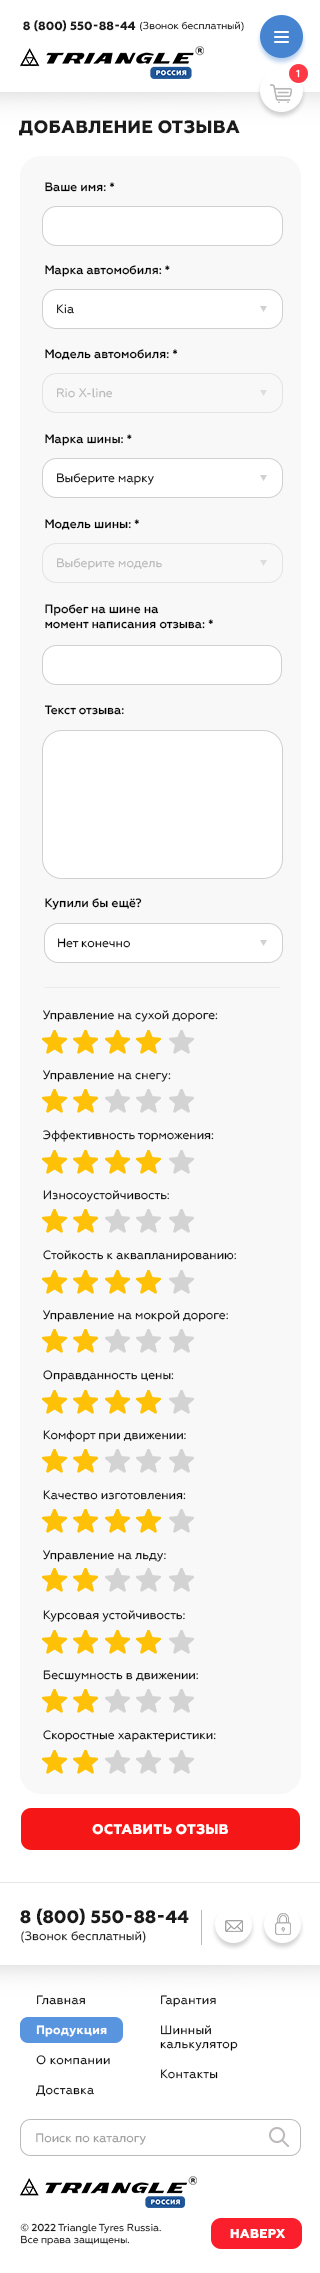 8 (800) 550-88-44 (Звонок бесплатный)
TRIANGLE®
РОССИЯ
1
ДОБАВЛЕНИЕ ОТЗЫВА
Ваше имя: *
Марка автомобиля: *
Kia
Модель автомобиля: *
Rio X-line
Марка шины: *
Выберите марку
Модель шины: *
Выберите модель
Пробег на шине на
момент написания отзыва: *
Текст отзыва:
Купили бы ещё?
Нет конечно
Управление на сухой дороге:
Управление на снегу:
Эффективность торможения:
Износоустойчивость:
Стойкость к аквапланированию:
Управление на мокрой дороге:
Оправданность цены:
Комфорт при движении:
Качество изготовления:
Управление на льду:
Курсовая устойчивость:
Бесшумность в движении:
Скоростные характеристики:
ОСТАВИТЬ ОТЗЫВ
8 (800) 550-88-44
(Звонок бесплатный)
Главная
Продукция
О компании
Доставка
Гарантия
Шинный
калькулятор
Контакты
Поиск по каталогу
TRIANGLE®
РОССИЯ
© 2022 Triangle Tyres Russia.
Все права защищены.
НАВЕРХ